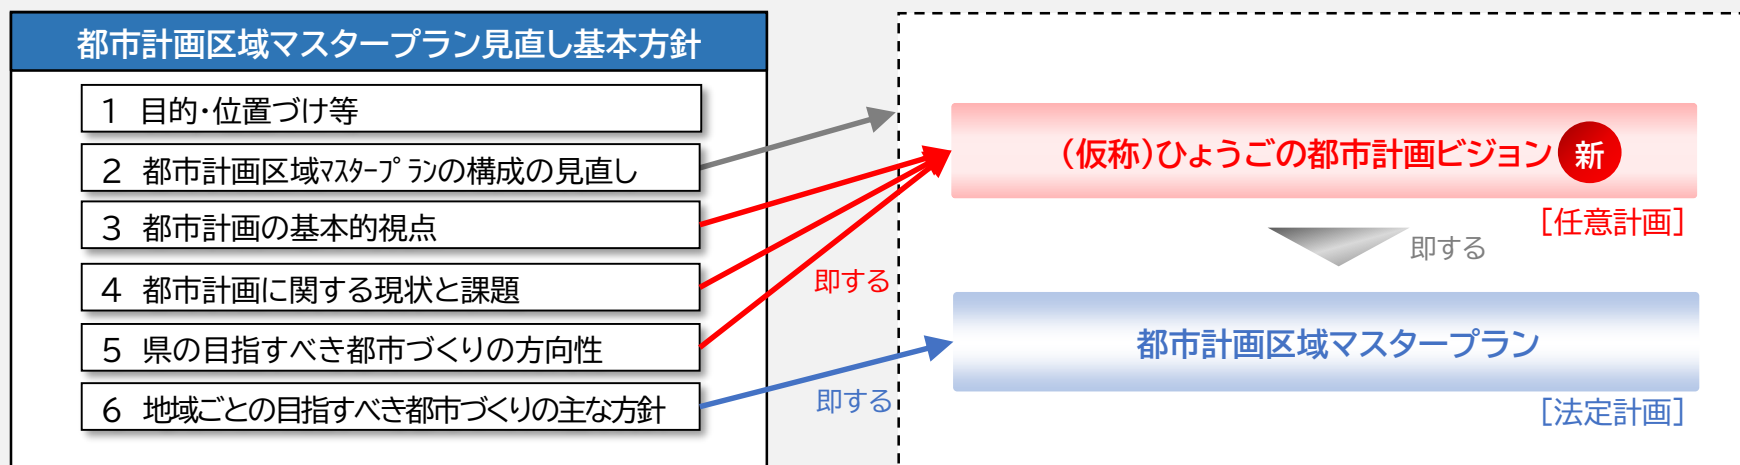 都市計画区域マスタープラン見直し基本方針
1 目的・位置づけ等
2 都市計画区域ﾏｽﾀｰﾌﾟﾗﾝの構成の見直し
3 都市計画の基本的視点
4 都市計画に関する現状と課題
5 県の目指すべき都市づくりの方向性
6 地域ごとの目指すべき都市づくりの主な方針
即する
即する
（仮称）ひょうごの都市計画ビジョン 新
［任意計画］
即する
都市計画区域マスタープラン
［法定計画］